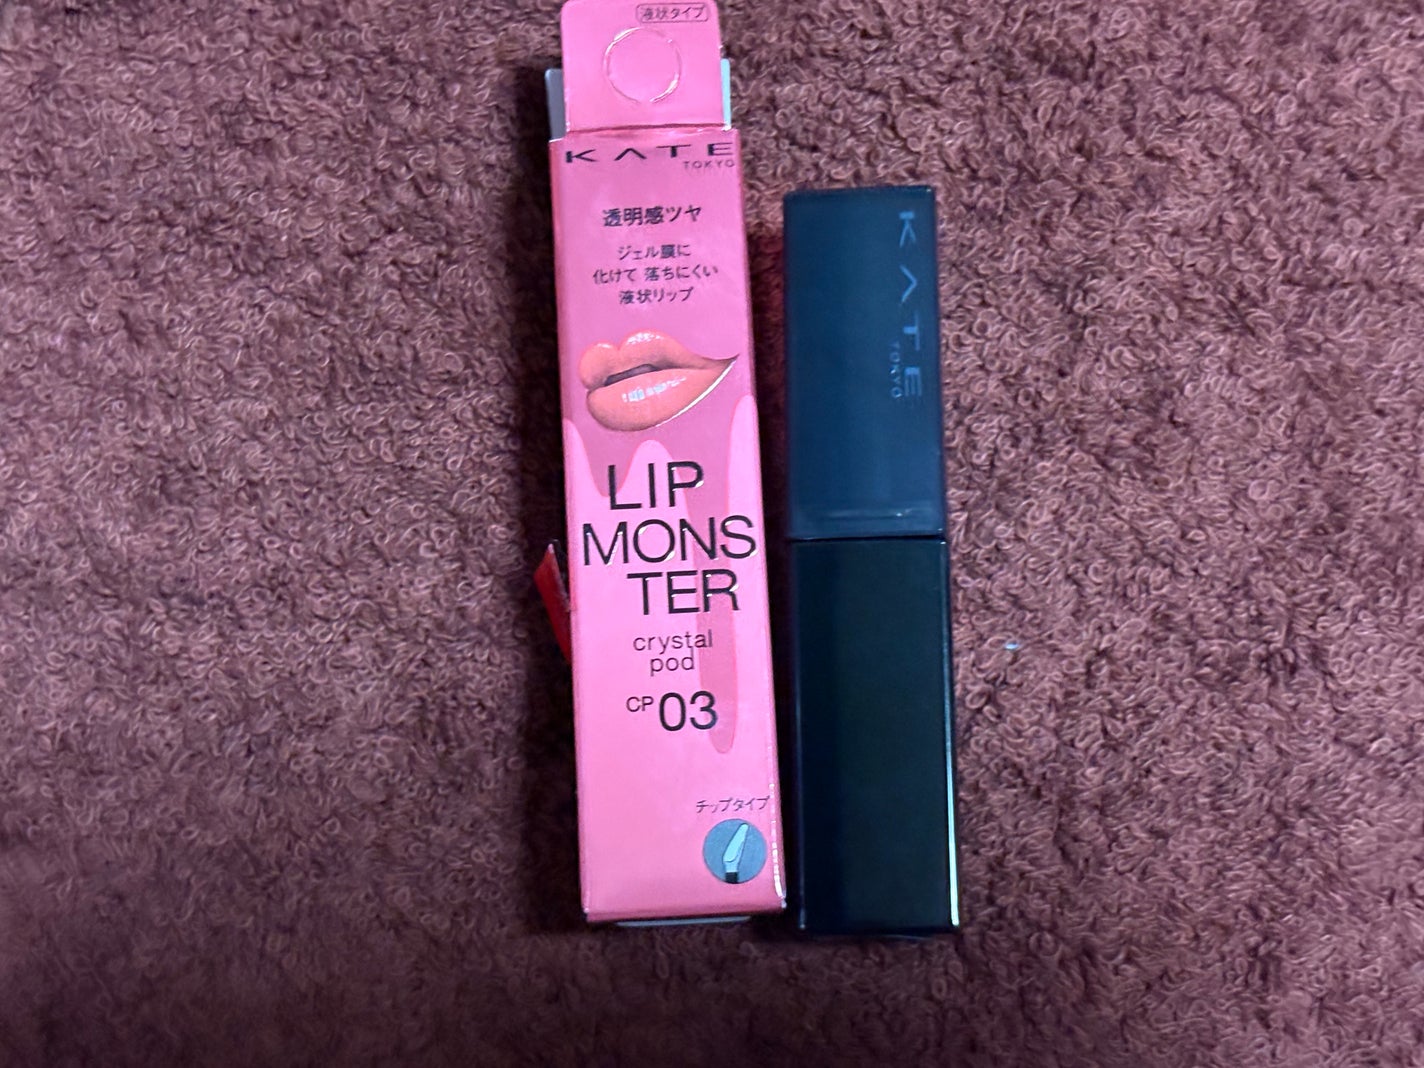 液状タイプ
KATE
TOKYO
透明感ツヤ
ジェル膜に
化けて 落ちにくい
液状リップ
LIP
MONS
TER
crystal
pod
CP03
チップタイプ
KATE
TOKYO